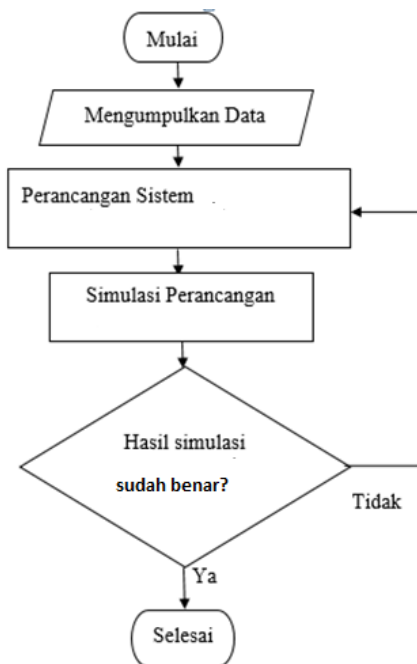 Mulai
Mengumpulkan Data
Perancangan Sistem
Simulasi Perancangan
Hasil simulasi
sudah benar?
Tidak
Ya
Selesai